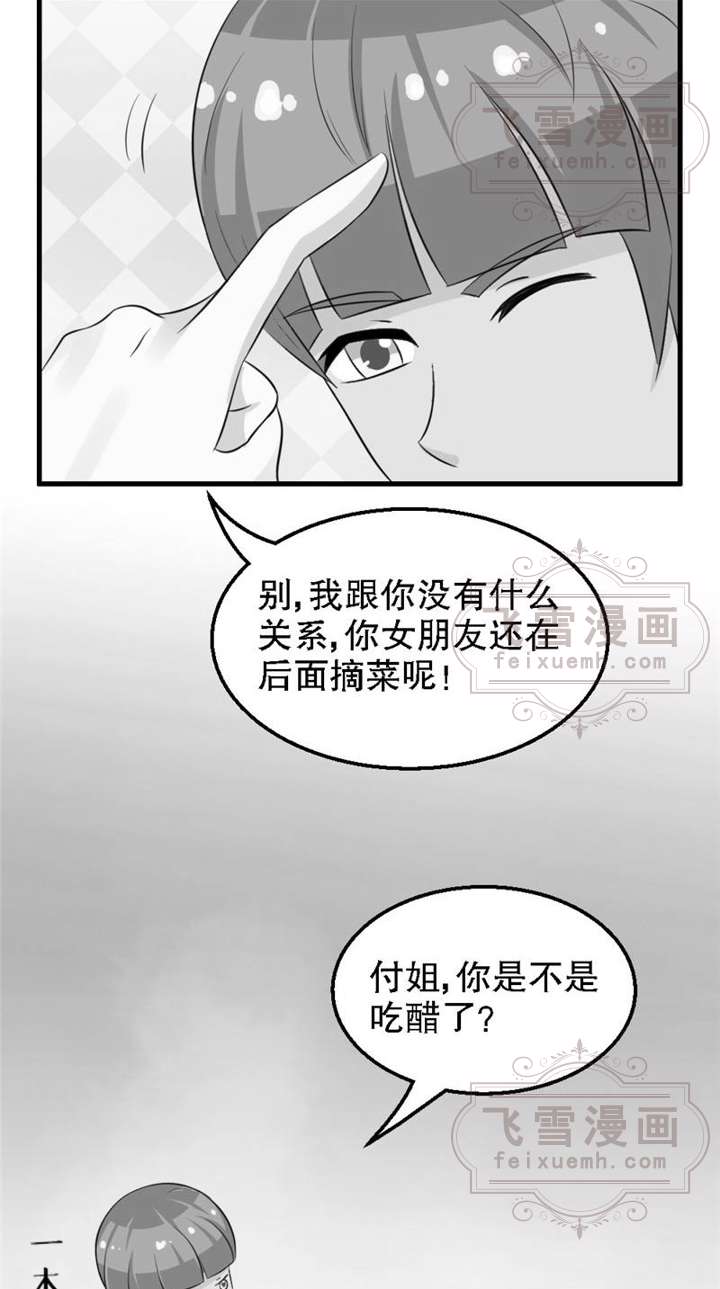 飞雪漫画
feixuemh.com
别,我跟你没有什么
关系,你女朋友还在
后面摘菜呢!
飞雪漫画
feixuemh.com
付姐,你是不是
吃醋了?
飞雪漫画
feixuemh.com
一
本